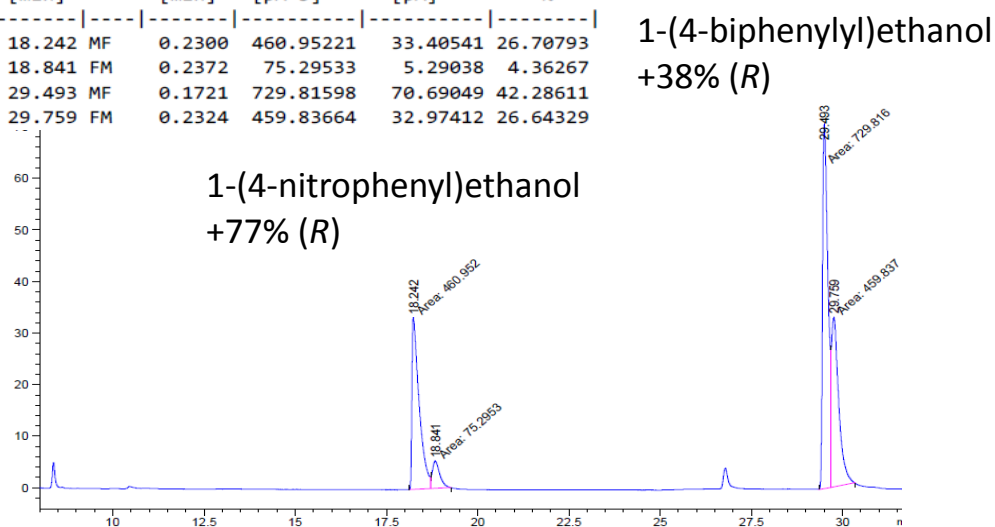 -------|----|-------|----------|----------|--------|
18.242 MF 0.2300 460.95221 33.40541 26.70793
18.841 FM 0.2372 75.29533 5.29038 4.36267
29.493 MF 0.1721 729.81598 70.69049 42.28611
29.759 FM 0.2324 459.83664 32.97412 26.64329
1-(4-biphenylyl)ethanol
+38% (R)
1-(4-nitrophenyl)ethanol
+77% (R)
18.242
Area: 460.952
18.841
Area: 75.2953
29.493
Area: 729.816
29.759
Area: 459.837
60
50
40
30
20
10
0
10 12.5 15 17.5 20 22.5 25 27.5 30